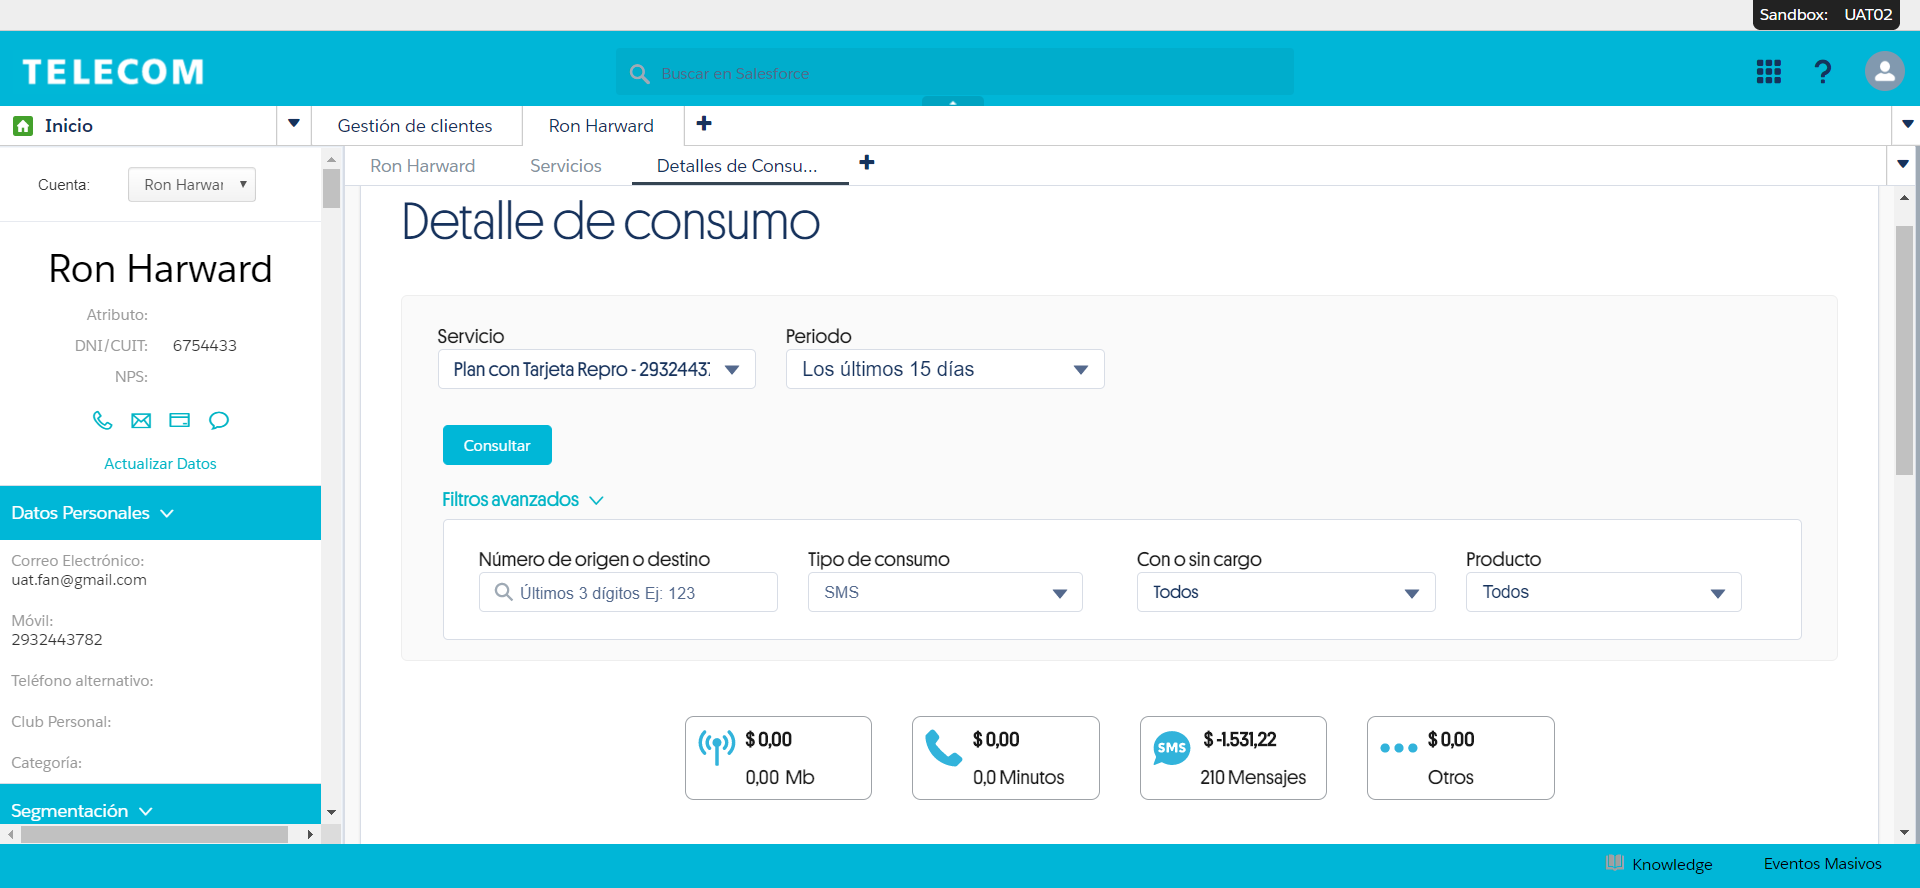 Sandbox: UAT02
TELECOM
Buscar en Salesforce
Inicio
Gestión de clientes
Ron Harward
Ron Harward
Servicios
Detalles de Consu...
Cuenta:
Ron Harwar
Ron Harward
Atributo:
DNI/CUIT: 6754433
NPS:
Actualizar Datos
Datos Personales
Correo Electrónico:
uat.fan@gmail.com
Móvil:
2932443782
Teléfono alternativo:
Club Personal:
Categoría:
Segmentación
Detalle de consumo
Servicio
Plan con Tarjeta Repro - 29324437
Periodo
Los últimos 15 días
Consultar
Filtros avanzados
Número de origen o destino
Últimos 3 dígitos Ej: 123
Tipo de consumo
SMS
Con o sin cargo
Todos
Producto
Todos
$ 0,00
0,00 Mb
$ 0,00
0,0 Minutos
SMS
$ -1.531,22
210 Mensajes
$ 0,00
Otros
Knowledge
Eventos Masivos